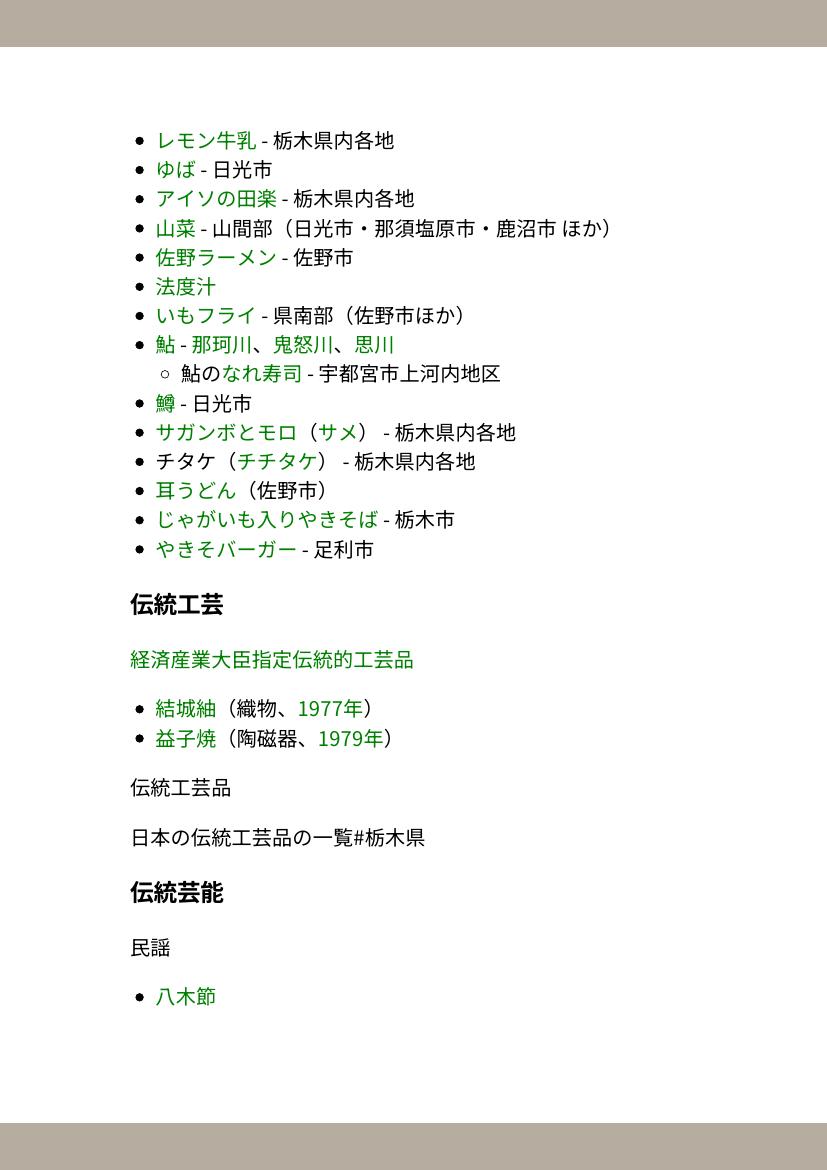 レモン牛乳 - 栃木県内各地
ゆば - 日光市
アイソの田楽 - 栃木県内各地
山菜 - 山間部（日光市・那須塩原市・鹿沼市 ほか）
佐野ラーメン - 佐野市
法度汁
いもフライ - 県南部（佐野市ほか）
鮎 - 那珂川、鬼怒川、思川
鮎のなれ寿司 - 宇都宮市上河内地区
鱒 - 日光市
サガンボとモロ（サメ） - 栃木県内各地
チタケ（チチタケ） - 栃木県内各地
耳うどん（佐野市）
じゃがいも入りやきそば - 栃木市
やきそバーガー - 足利市
伝統工芸
経済産業大臣指定伝統的工芸品
結城紬（織物、1977年）
益子焼（陶磁器、1979年）
伝統工芸品
日本の伝統工芸品の一覧#栃木県
伝統芸能
民謡
八木節